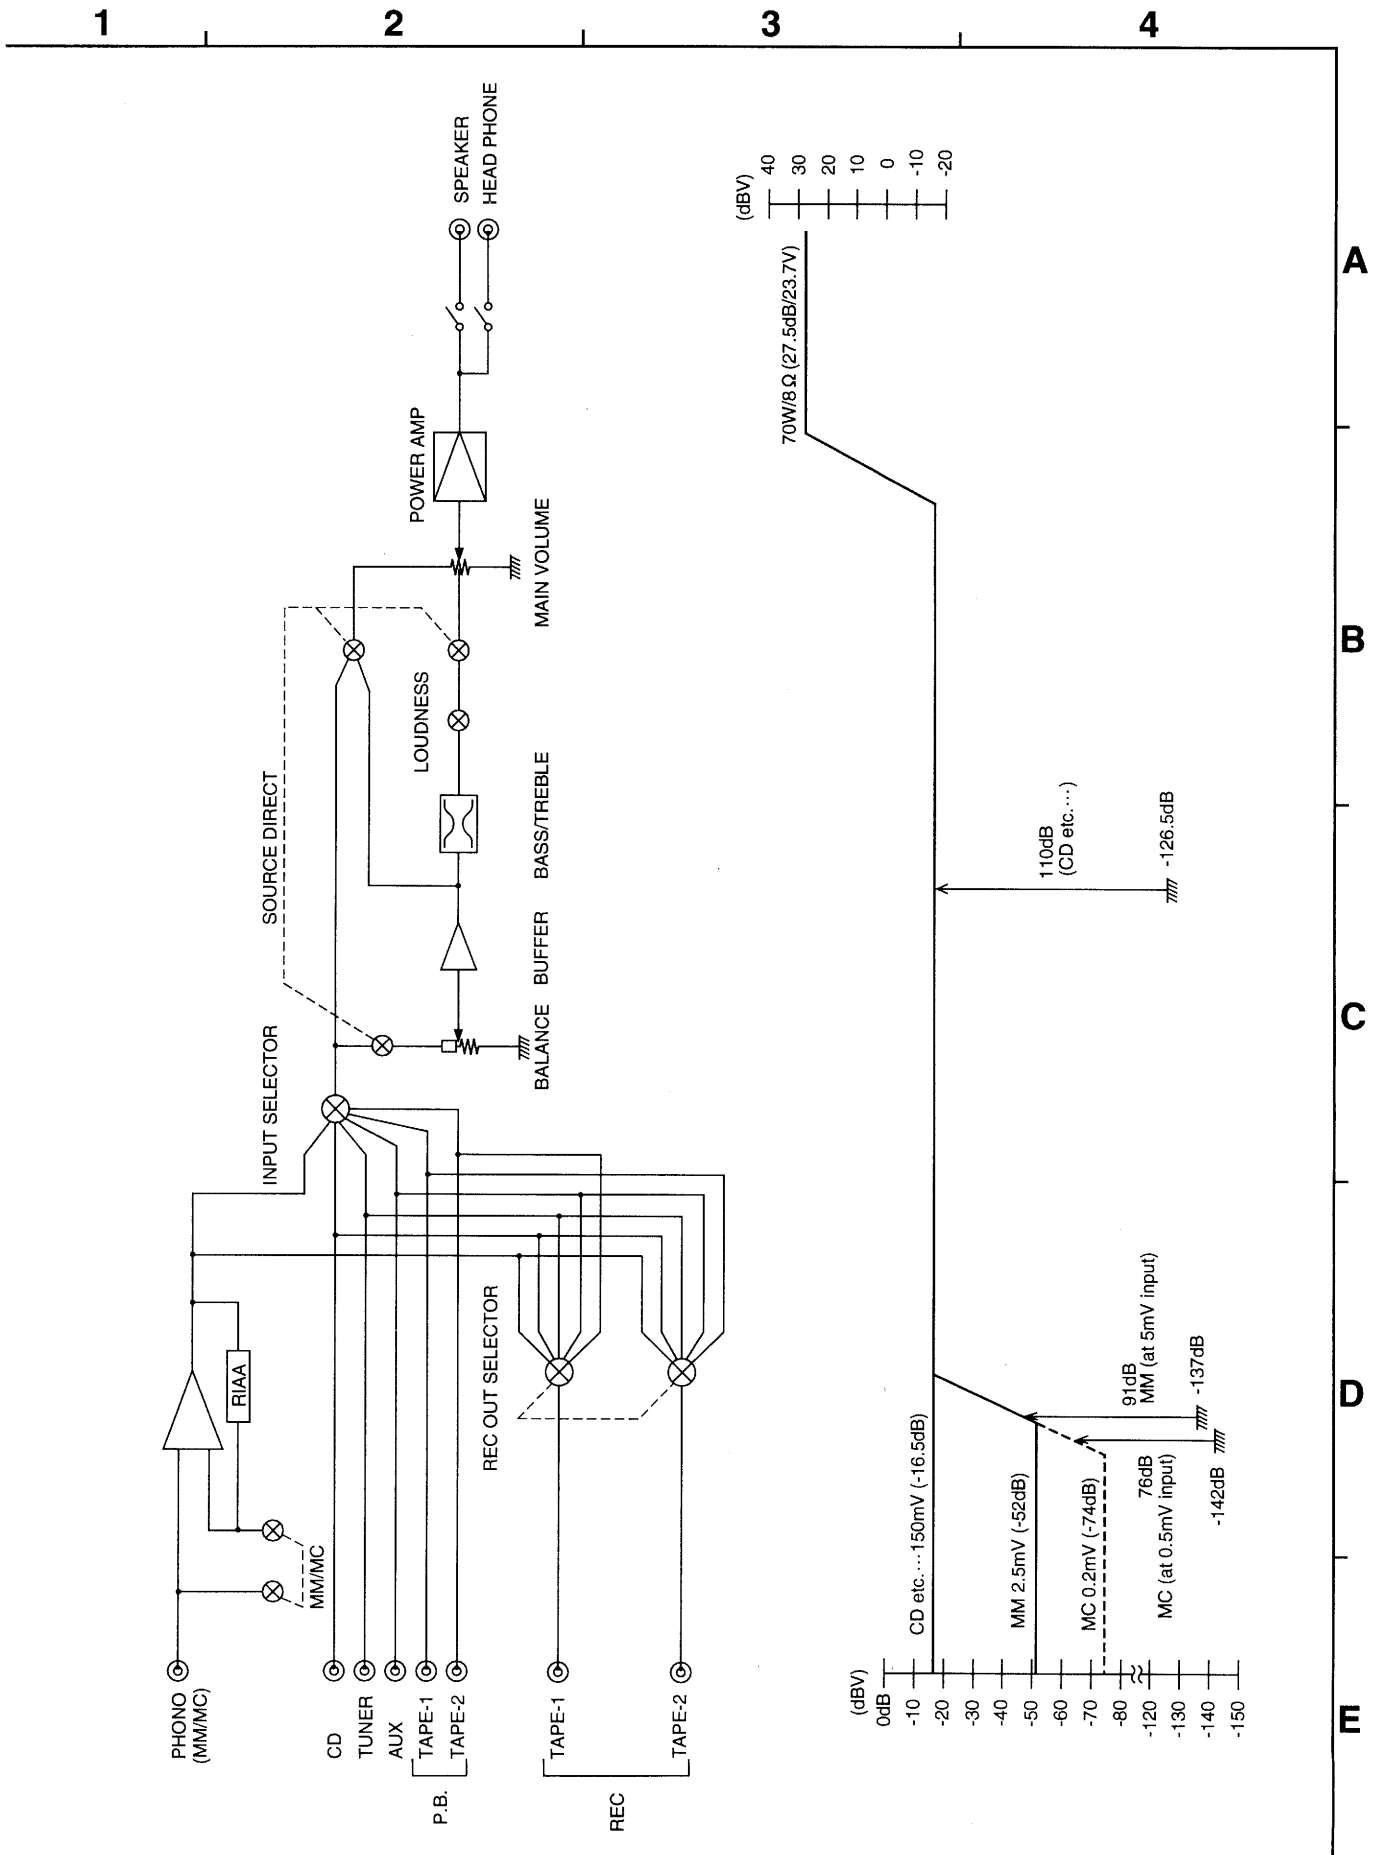 1
2
3
4
A
B
C
D
E
SPEAKER
HEAD PHONE
POWER AMP
MAIN VOLUME
LOUDNESS
SOURCE DIRECT
BASS/TREBLE
BUFFER
BALANCE
INPUT SELECTOR
RIAA
REC OUT SELECTOR
MM/MC
PHONO
(MM/MC)
CD
TUNER
AUX
TAPE-1
TAPE-2
P.B.
TAPE-1
TAPE-2
REC
(dBV)
40
30
20
10
0
-10
-20
70W/8Ω (27.5dB/23.7V)
110dB
(CD etc.…)
-126.5dB
91dB
MM (at 5mV input)
-137dB
CD etc.…150mV (-16.5dB)
MM 2.5mV (-52dB)
MC 0.2mV (-74dB)
76dB
MC (at 0.5mV input)
-142dB
(dBV)
0dB
-10
-20
-30
-40
-50
-60
-70
-80
-120
-130
-140
-150